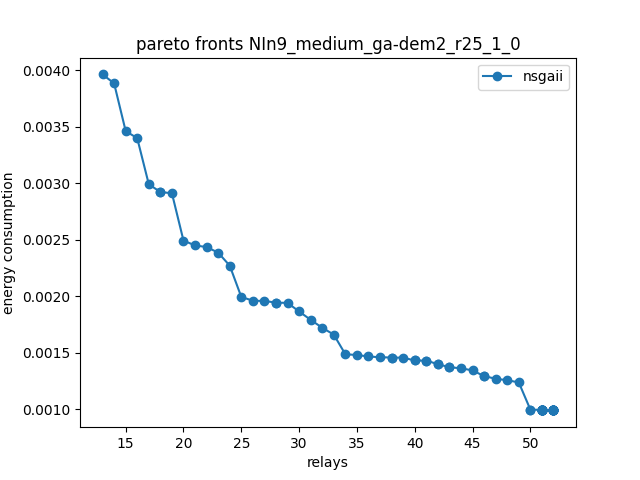 pareto fronts NIn9_medium_ga-dem2_r25_1_0
nsgaii
energy consumption
0.0040
0.0035
0.0030
0.0025
0.0020
0.0015
0.0010
15 20 25 30 35 40 45 50
relays